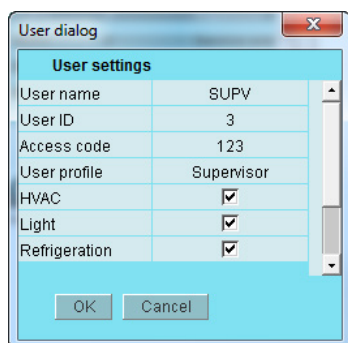 User dialog
User settings
User name SUPV
User ID 3
Access code 123
User profile Supervisor
HVAC
Light
Refrigeration
OK Cancel